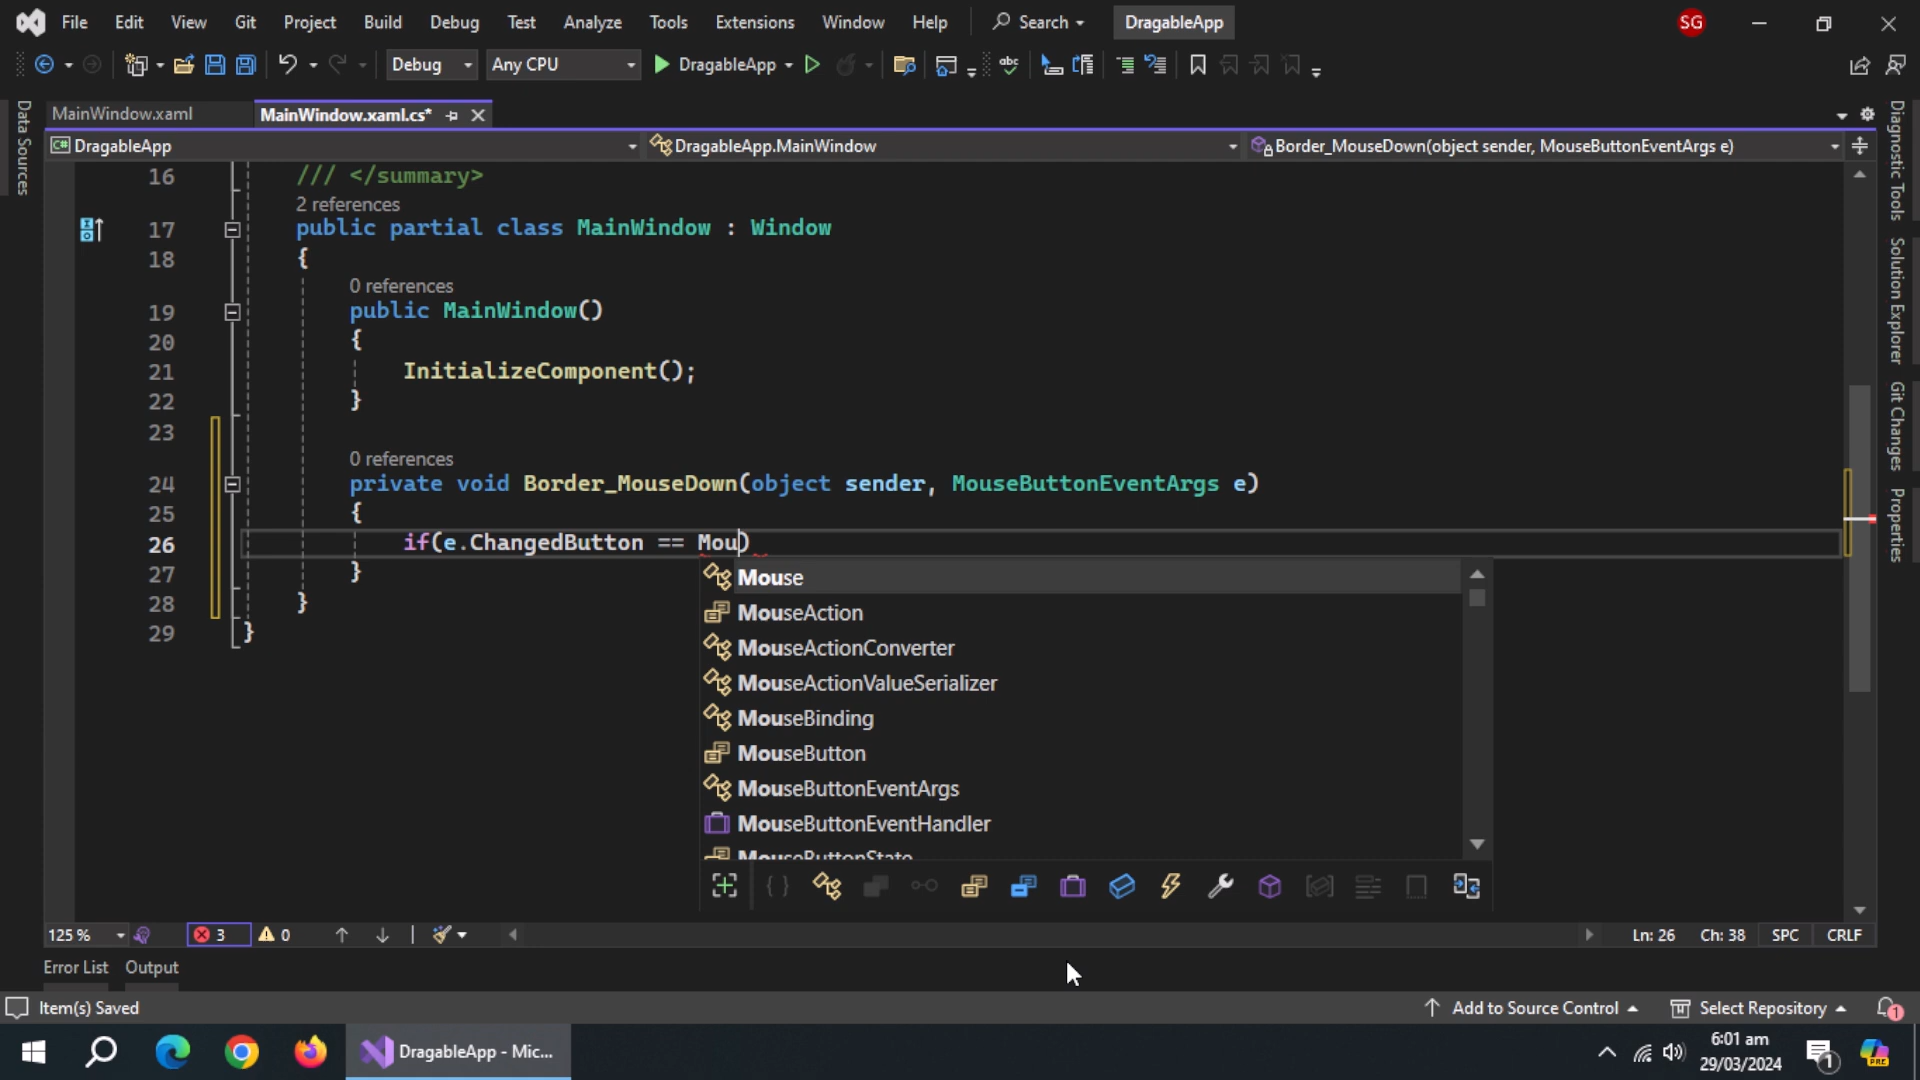 File Edit View Git Project Build Debug Test Analyze Tools Extensions Window Help Search DragableApp SG
Debug Any CPU DragableApp
MainWindow.xaml MainWindow.xaml.cs*
DragableApp DragableApp.MainWindow Border_MouseDown(object sender, MouseButtonEventArgs e)
Data Sources
16 /// </summary>
2 references
17 public partial class MainWindow : Window
18 {
0 references
19 public MainWindow()
20 {
21 InitializeComponent();
22 }
23
0 references
24 private void Border_MouseDown(object sender, MouseButtonEventArgs e)
25 {
26 if(e.ChangedButton == Mou)
27 }
28 }
29 }
Mouse
MouseAction
MouseActionConverter
MouseActionValueSerializer
MouseBinding
MouseButton
MouseButtonEventArgs
MouseButtonEventHandler
MouseButtonState
Diagnostic Tools
Solution Explorer
Git Changes
Properties
125 % 3 0 Ln: 26 Ch: 38 SPC CRLF
Error List Output
Item(s) Saved Add to Source Control Select Repository 1
DragableApp - Mic... 6:01 am
29/03/2024 1 PRE